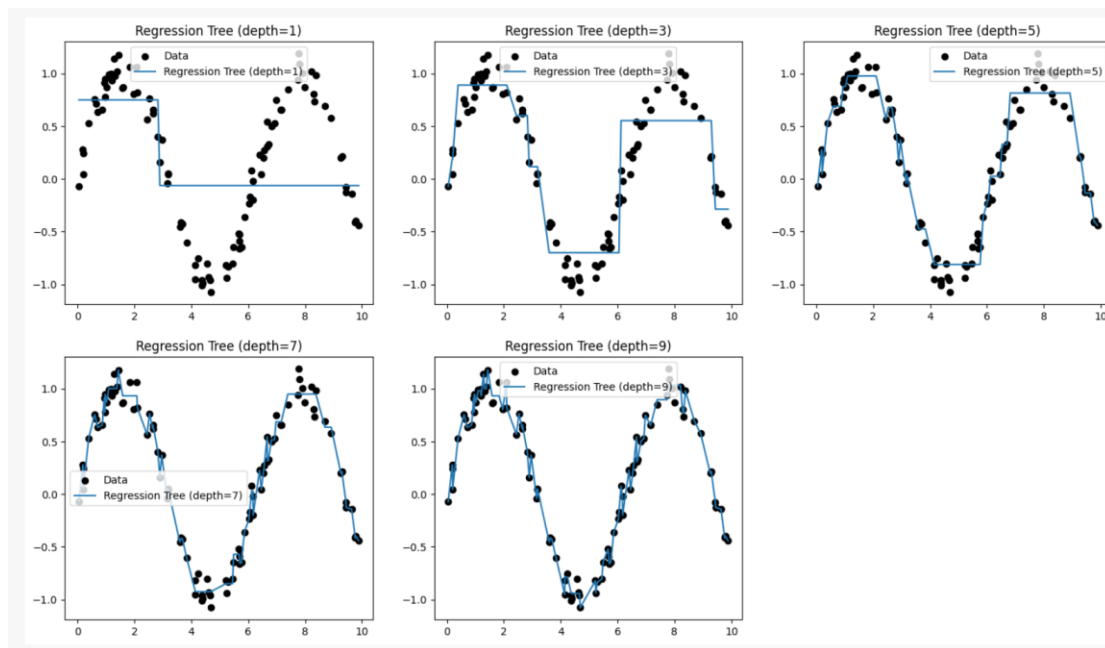 Regression Tree (depth=1)
Data
Regression Tree (depth=1)
1.0
0.5
0.0
−0.5
−1.0
0 2 4 6 8 10
Regression Tree (depth=3)
Data
Regression Tree (depth=3)
1.0
0.5
0.0
−0.5
−1.0
0 2 4 6 8 10
Regression Tree (depth=5)
Data
Regression Tree (depth=5)
1.0
0.5
0.0
−0.5
−1.0
0 2 4 6 8 10
Regression Tree (depth=7)
1.0
0.5
0.0
−0.5
−1.0
Data
Regression Tree (depth=7)
0 2 4 6 8 10
Regression Tree (depth=9)
Data
Regression Tree (depth=9)
1.0
0.5
0.0
−0.5
−1.0
0 2 4 6 8 10